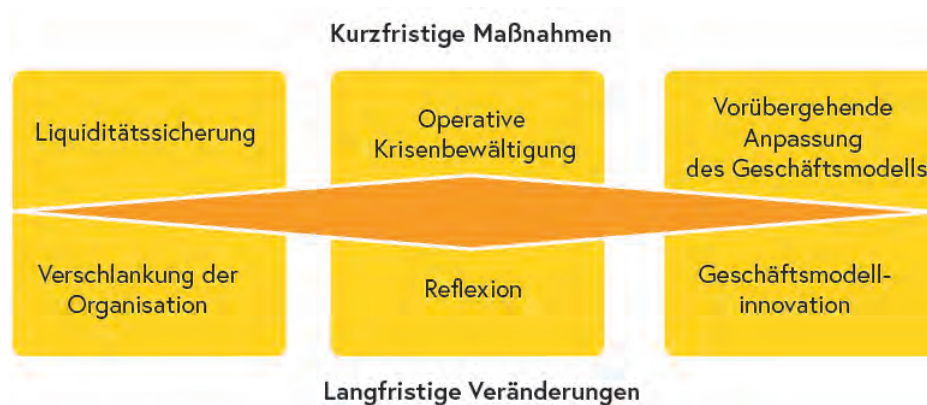 Kurzfristige Maßnahmen
Liquiditätssicherung
Operative
Krisenbewältigung
Vorübergehende
Anpassung
des Geschäftsmodells
Verschlankung der
Organisation
Reflexion
Geschäftsmodell-
innovation
Langfristige Veränderungen